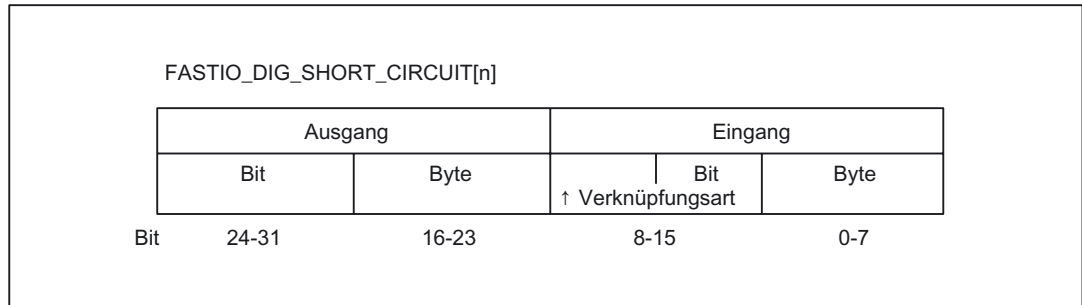 FASTIO_DIG_SHORT_CIRCUIT[n]
Ausgang Eingang
Bit Byte Bit Byte
↑ Verknüpfungsart
Bit 24-31 16-23 8-15 0-7